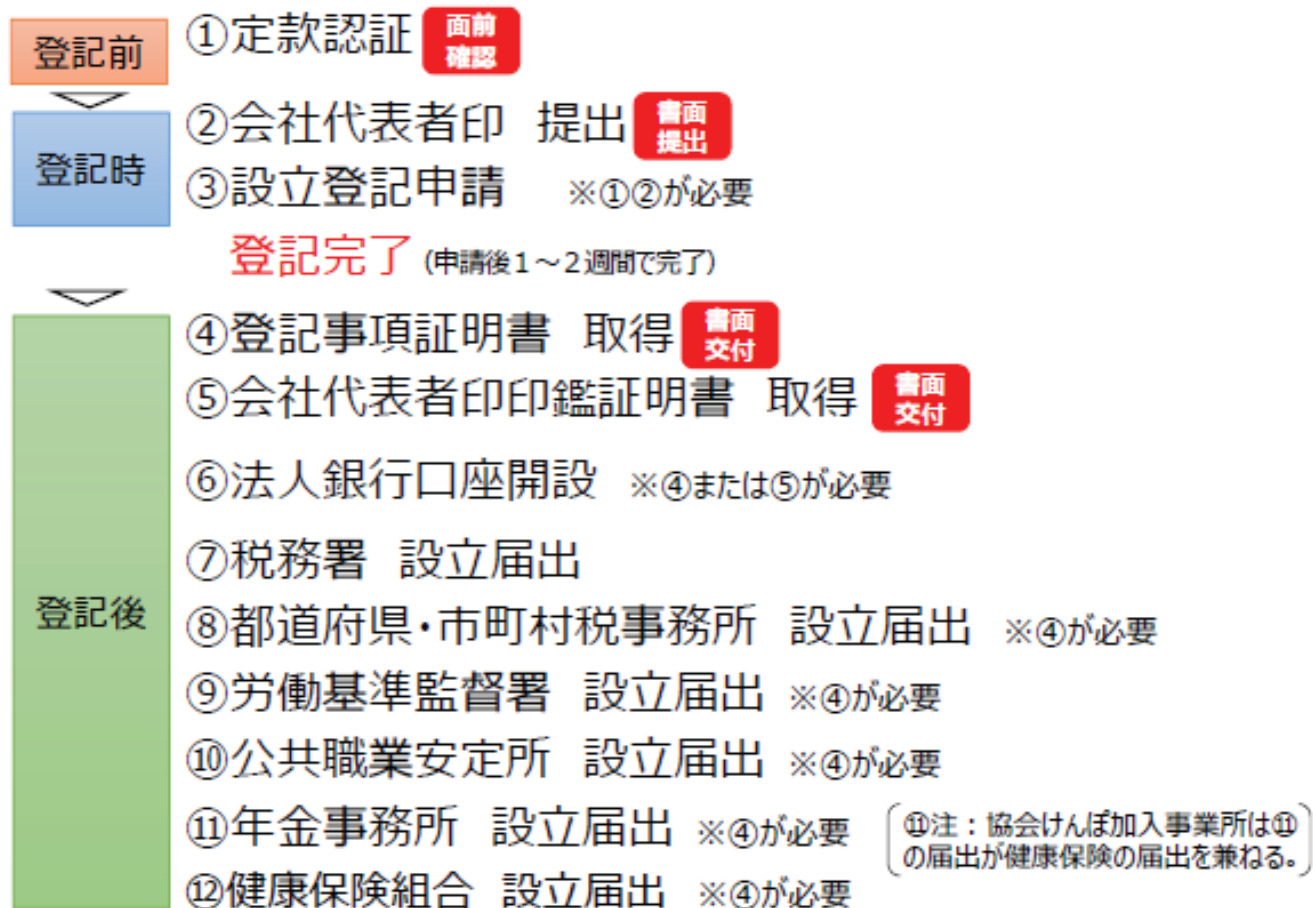 登記前
①定款認証 面前確認
登記時
②会社代表者印 提出 書面提出
③設立登記申請 ※①②が必要
登記完了 (申請後1～2週間で完了)
登記後
④登記事項証明書 取得 書面交付
⑤会社代表者印印鑑証明書 取得 書面交付
⑥法人銀行口座開設 ※④または⑤が必要
⑦税務署 設立届出
⑧都道府県・市町村税事務所 設立届出 ※④が必要
⑨労働基準監督署 設立届出 ※④が必要
⑩公共職業安定所 設立届出 ※④が必要
⑪年金事務所 設立届出 ※④が必要
⑪注：協会けんぽ加入事業所は⑪
の届出が健康保険の届出を兼ねる。
⑫健康保険組合 設立届出 ※④が必要